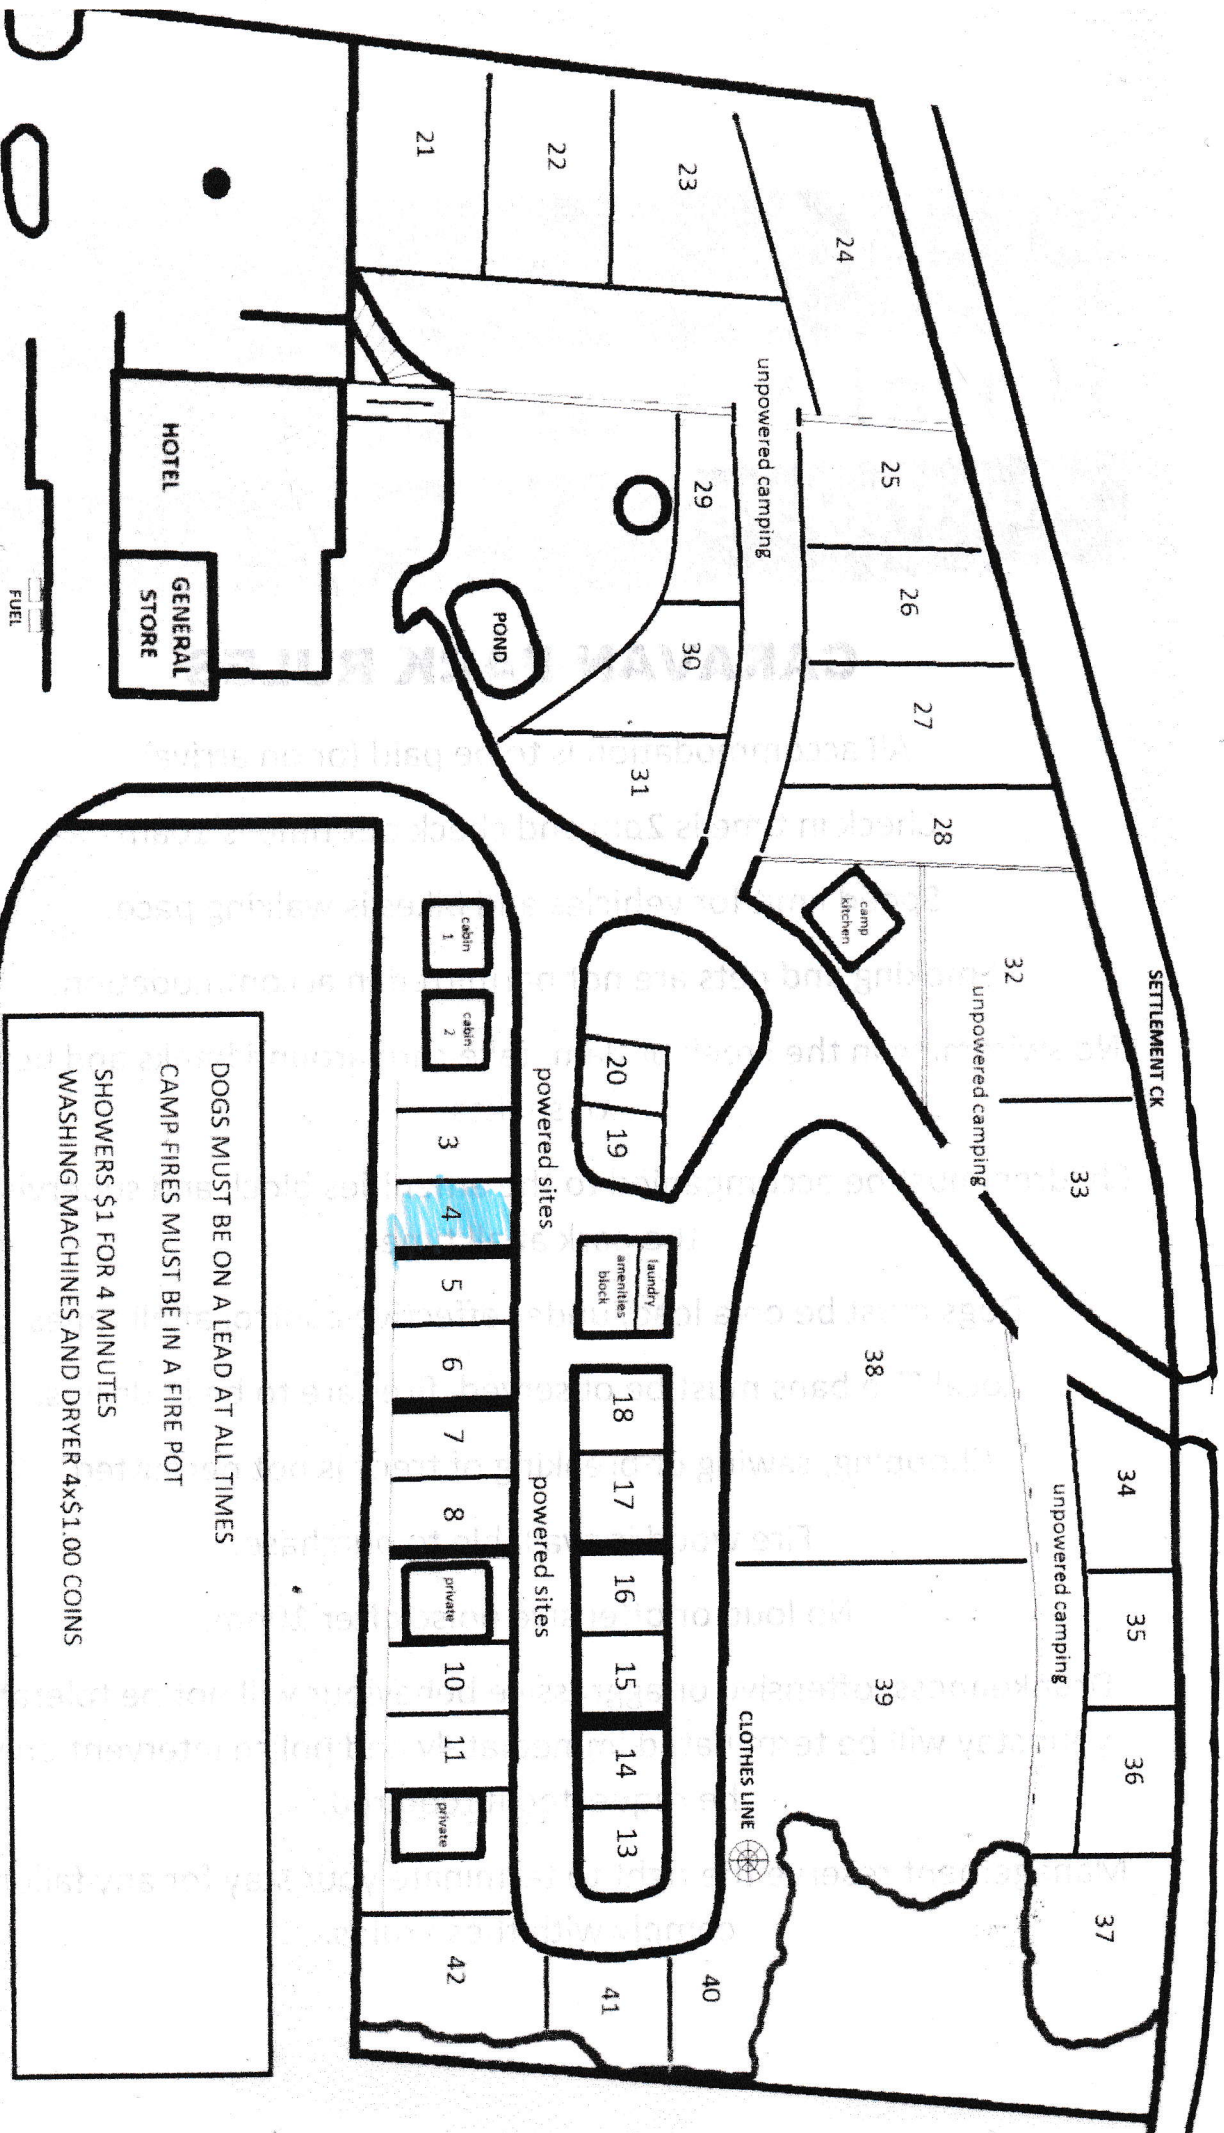 SETTLEMENT CK
34
35
36
37
33
32
unpowered camping
unpowered camping
24
25
26
27
28
camp
kitchen
38
39
unpowered camping
23
29
30
31
CLOTHES LINE
40
22
20
19
laundry
amenities
block
18
17
16
15
14
13
41
POND
powered sites
powered sites
21
cabin
1
cabin
2
3
4
5
6
7
8
private
10
11
private
42
HOTEL
GENERAL
STORE
FUEL
DOGS MUST BE ON A LEAD AT ALL TIMES
CAMP FIRES MUST BE IN A FIRE POT
SHOWERS $1 FOR 4 MINUTES
WASHING MACHINES AND DRYER 4x$1.00 COINS